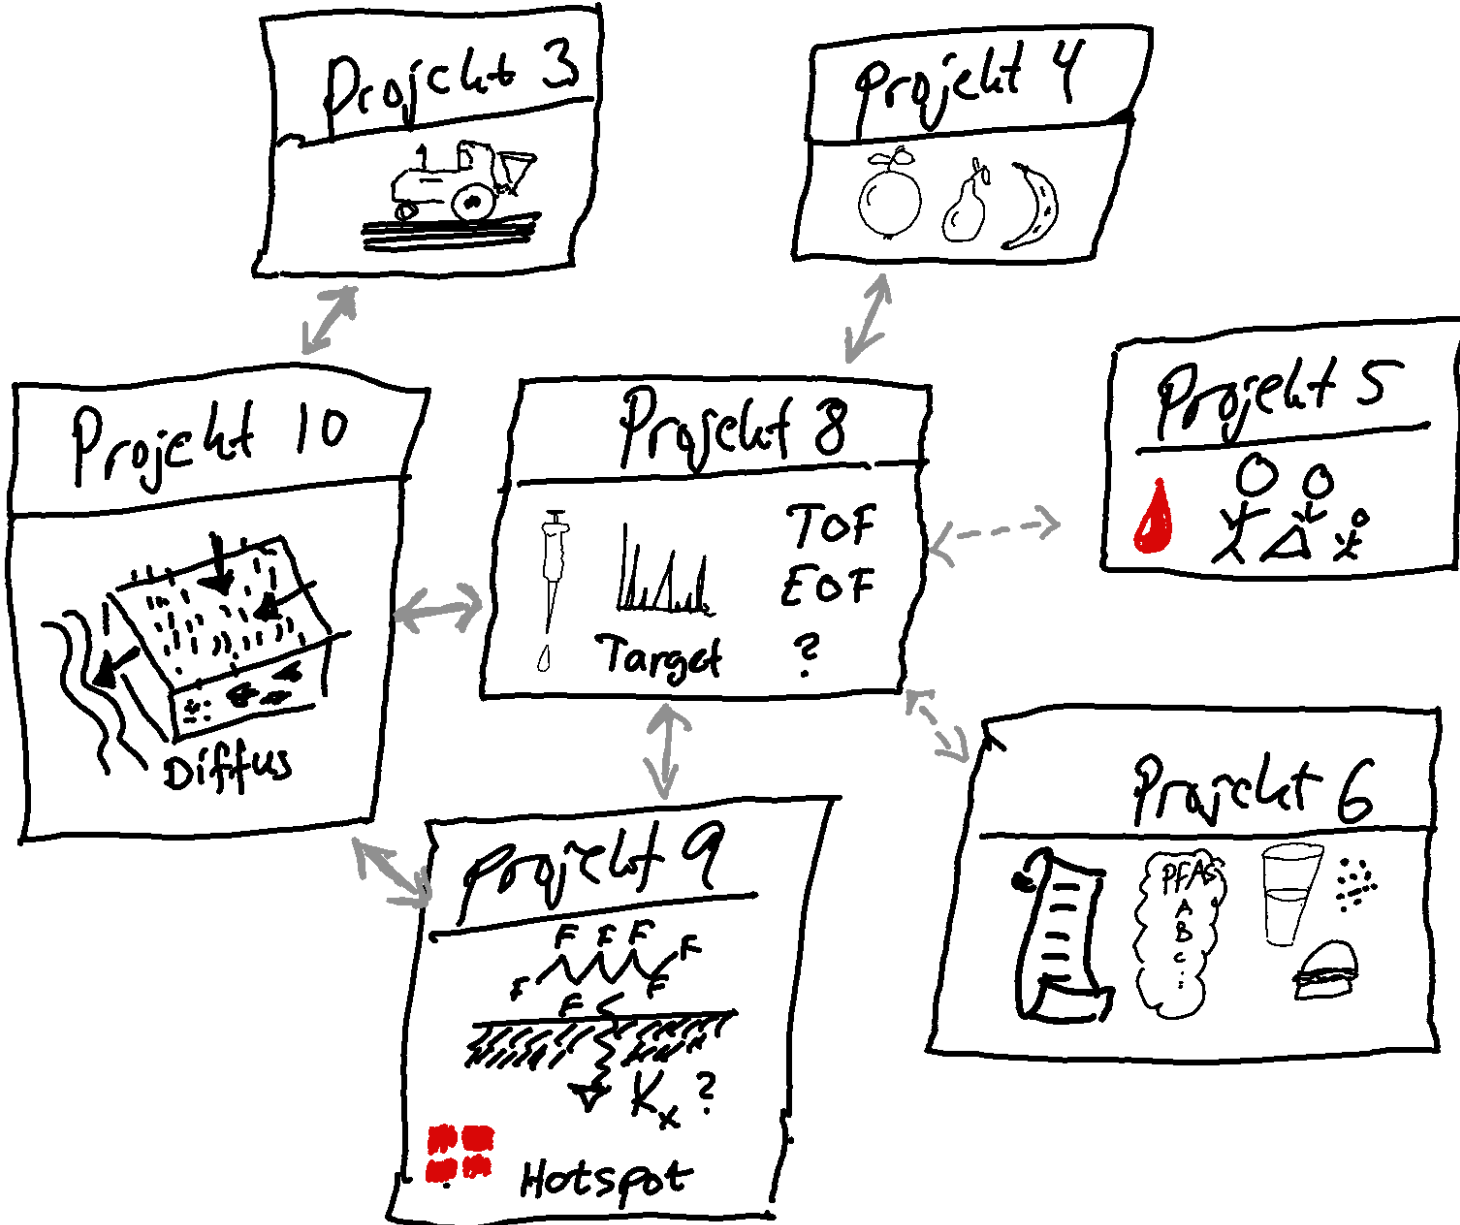 Projekt 3
Projekt 4
Projekt 5
Projekt 10
Diffus
Projekt 8
TOF
EOF
Target ?
Projekt 6
PFAS
A
B
C
:
Projekt 9
F F F F
F F F
Kx ?
Hotspot